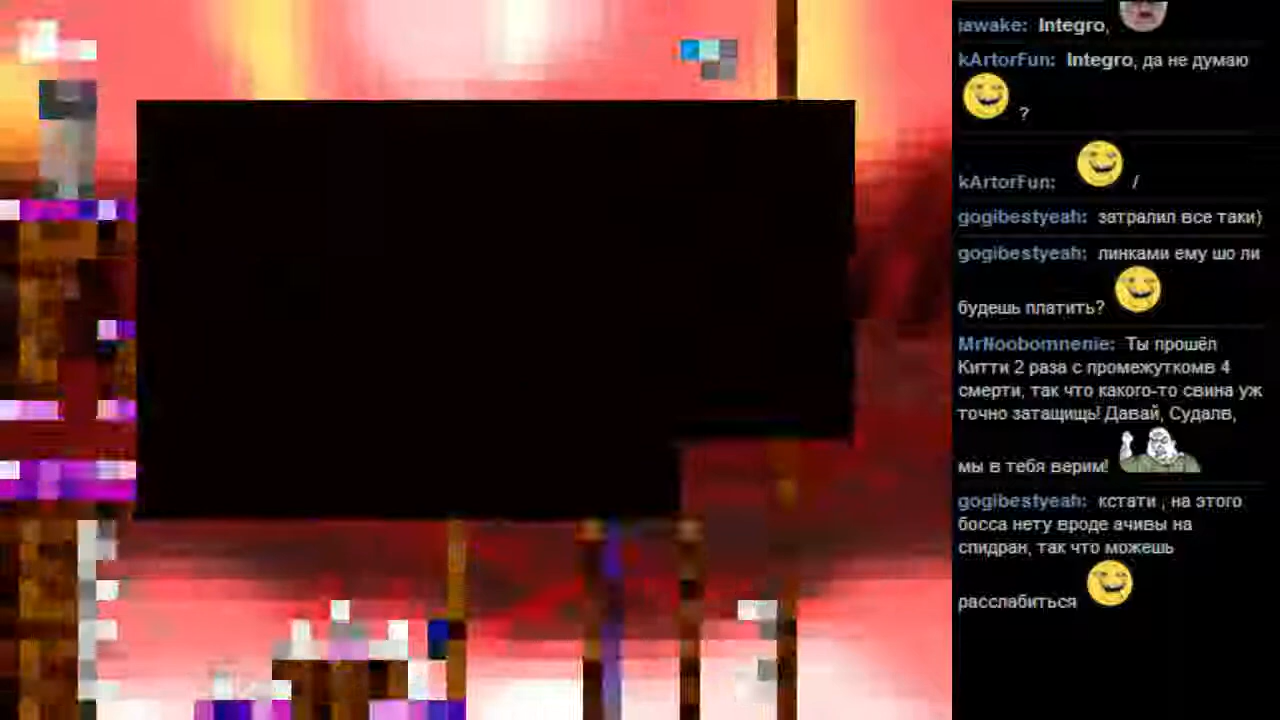 jawake: Integro,
kArtorFun: Integro, да не думаю
?
kArtorFun: /
gogibestyeah: затралил все таки)
gogibestyeah: линками ему шо ли
будешь платить?
MrNoobomnenie: Ты прошёл
Китти 2 раза с промежуткомв 4
смерти, так что какого-то свина уж
точно затащищь! Давай, Судалв,
мы в тебя верим!
gogibestyeah: кстати , на этого
босса нету вроде ачивы на
спидран, так что можешь
расслабиться